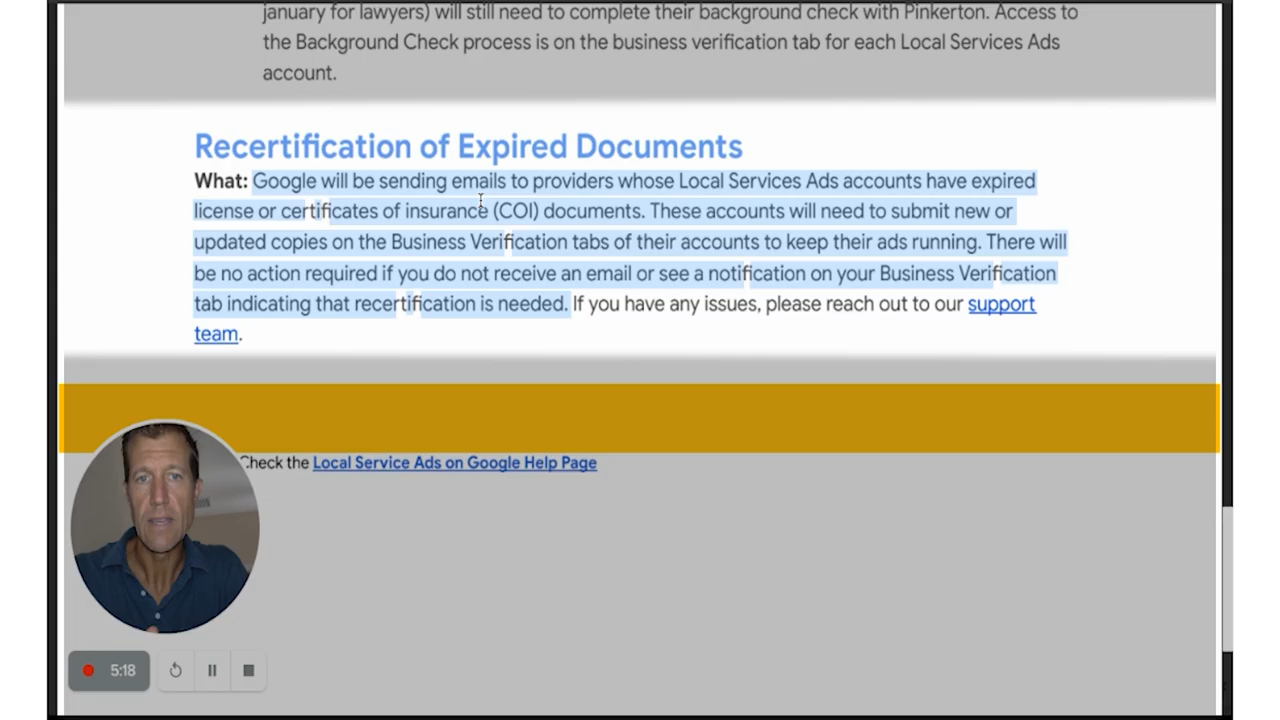 january for lawyers) will still need to complete their background check with Pinkerton. Access to
the Background Check process is on the business verification tab for each Local Services Ads
account.
Recertification of Expired Documents
What: Google will be sending emails to providers whose Local Services Ads accounts have expired
license or certificates of insurance (COI) documents. These accounts will need to submit new or
updated copies on the Business Verification tabs of their accounts to keep their ads running. There will
be no action required if you do not receive an email or see a notification on your Business Verification
tab indicating that recertification is needed. If you have any issues, please reach out to our support
team.
Check the Local Service Ads on Google Help Page
5:18